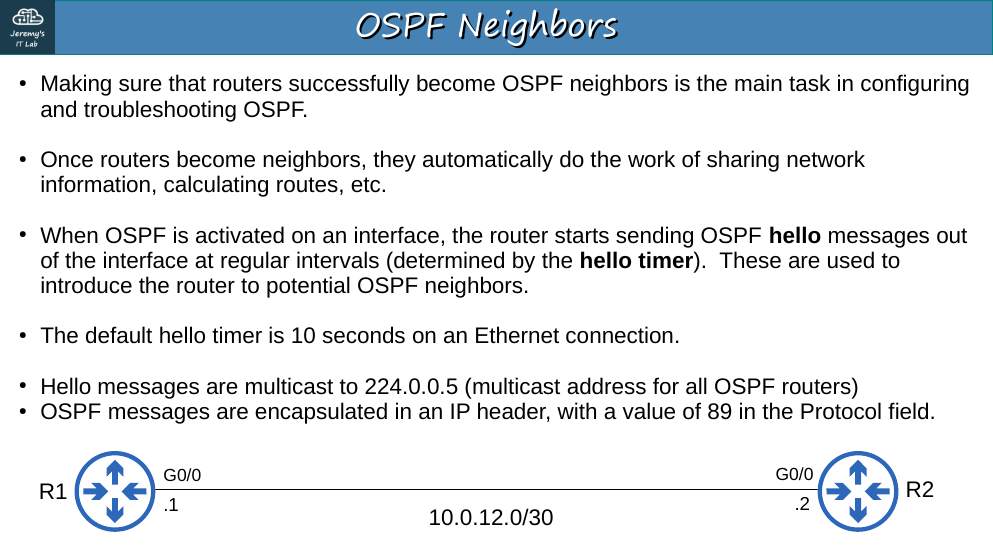 Jeremy's
IT Lab
OSPF Neighbors
• Making sure that routers successfully become OSPF neighbors is the main task in configuring
and troubleshooting OSPF.
• Once routers become neighbors, they automatically do the work of sharing network
information, calculating routes, etc.
• When OSPF is activated on an interface, the router starts sending OSPF hello messages out
of the interface at regular intervals (determined by the hello timer).  These are used to
introduce the router to potential OSPF neighbors.
• The default hello timer is 10 seconds on an Ethernet connection.
• Hello messages are multicast to 224.0.0.5 (multicast address for all OSPF routers)
• OSPF messages are encapsulated in an IP header, with a value of 89 in the Protocol field.
R1
G0/0
.1
10.0.12.0/30
G0/0
.2
R2